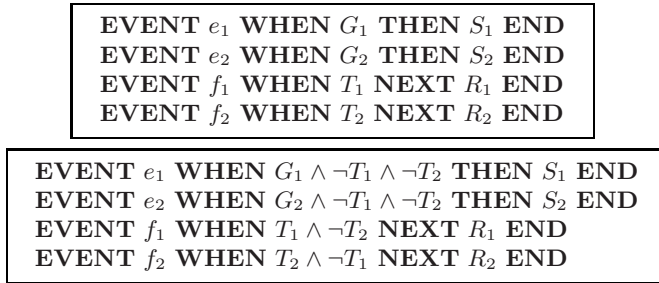 EVENT e₁ WHEN G₁ THEN S₁ END
EVENT e₂ WHEN G₂ THEN S₂ END
EVENT f₁ WHEN T₁ NEXT R₁ END
EVENT f₂ WHEN T₂ NEXT R₂ END
EVENT e₁ WHEN G₁ ∧ ¬T₁ ∧ ¬T₂ THEN S₁ END
EVENT e₂ WHEN G₂ ∧ ¬T₁ ∧ ¬T₂ THEN S₂ END
EVENT f₁ WHEN T₁ ∧ ¬T₂ NEXT R₁ END
EVENT f₂ WHEN T₂ ∧ ¬T₁ NEXT R₂ END